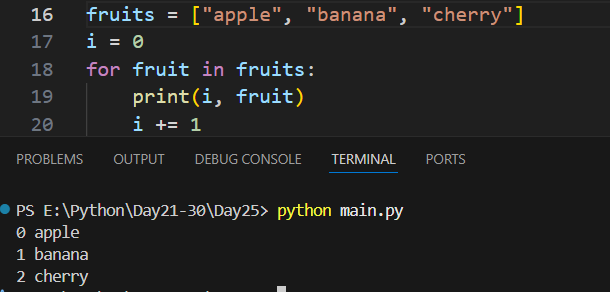 16 fruits = ["apple", "banana", "cherry"]
17 i = 0
18 for fruit in fruits:
19     print(i, fruit)
20     i += 1
PROBLEMS OUTPUT DEBUG CONSOLE TERMINAL PORTS
PS E:\Python\Day21-30\Day25> python main.py
0 apple
1 banana
2 cherry